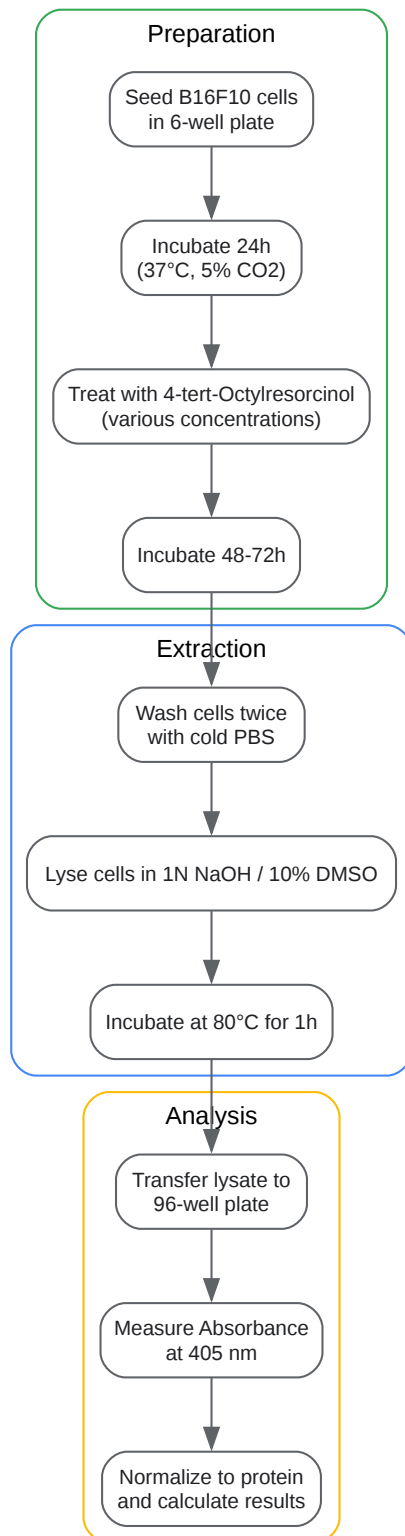 Preparation
Seed B16F10 cells
in 6-well plate
Incubate 24h
(37°C, 5% CO2)
Treat with 4-tert-Octylresorcinol
(various concentrations)
Incubate 48-72h
Extraction
Wash cells twice
with cold PBS
Lyse cells in 1N NaOH / 10% DMSO
Incubate at 80°C for 1h
Analysis
Transfer lysate to
96-well plate
Measure Absorbance
at 405 nm
Normalize to protein
and calculate results